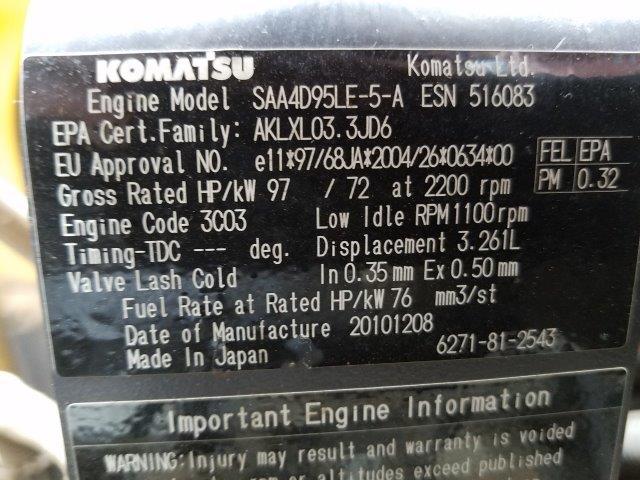 KOMATSU Komatsu Ltd.
Engine Model SAA4D95LE-5-A ESN 516083
EPA Cert.Family: AKLXL03.3JD6
EU Approval NO. e11*97/68JA*2004/26*0634*00 FEL EPA
Gross Rated HP/kW 97 / 72 at 2200 rpm PM 0.32
Engine Code 3C03 Low Idle RPM1100rpm
Timing-TDC --- deg. Displacement 3.261L
Valve Lash Cold In 0.35 mm Ex 0.50 mm
Fuel Rate at Rated HP/kW 76 mm3/st
Date of Manufacture 20101208
Made In Japan 6271-81-2543
Important Engine Information
WARNING:Injury may result and warranty is voided
or altitudes exceed published